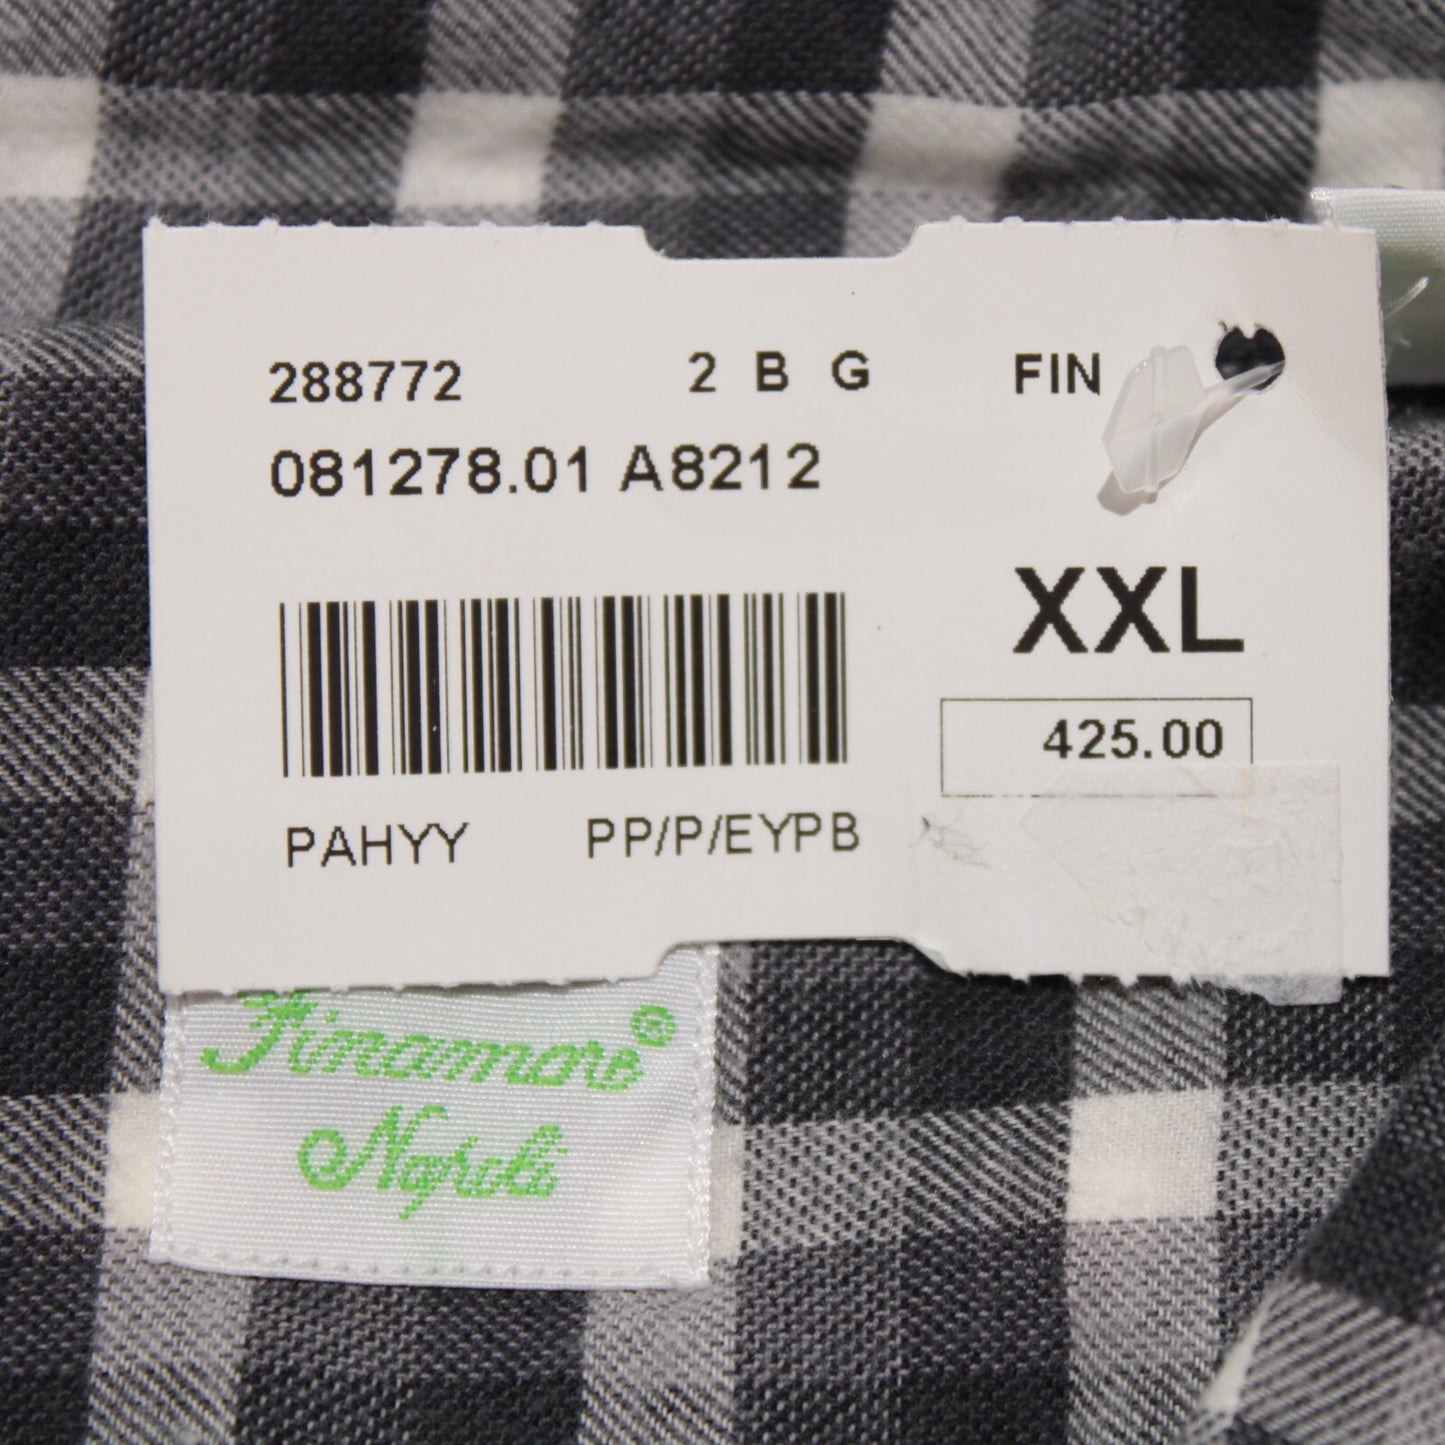 288772 2 B G FIN
081278.01 A8212
XXL
425.00
PAHYY PP/P/EYPB
Finamore®
Napoli